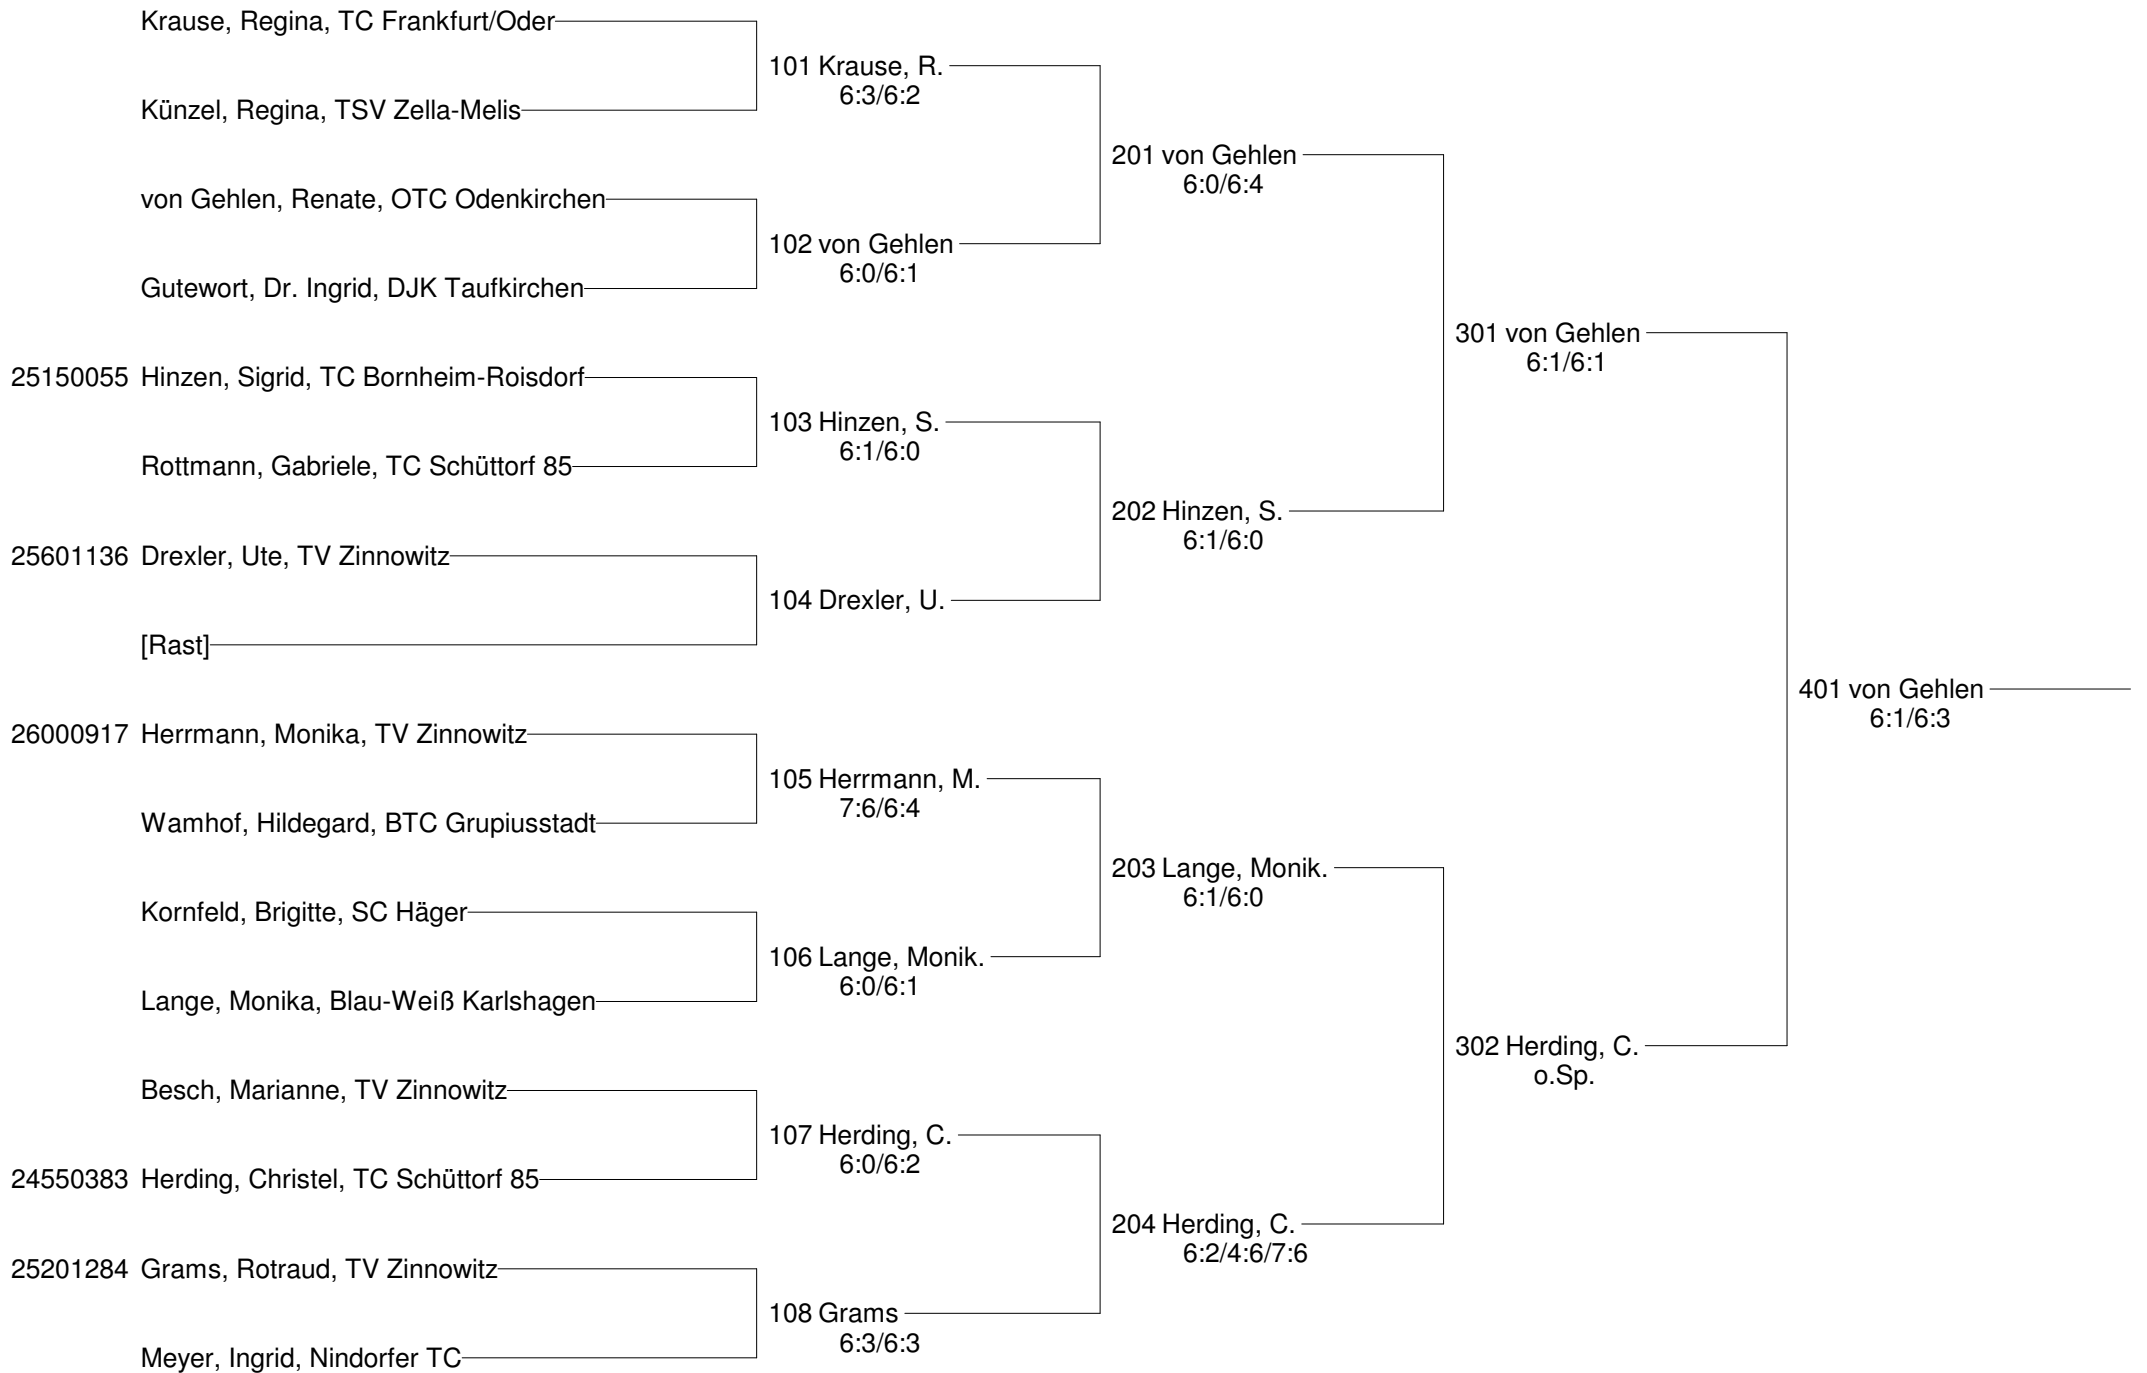 Krause, Regina, TC Frankfurt/Oder
101 Krause, R.
6:3/6:2
Künzel, Regina, TSV Zella-Melis
201 von Gehlen
6:0/6:4
von Gehlen, Renate, OTC Odenkirchen
102 von Gehlen
6:0/6:1
Gutewort, Dr. Ingrid, DJK Taufkirchen
301 von Gehlen
6:1/6:1
25150055 Hinzen, Sigrid, TC Bornheim-Roisdorf
103 Hinzen, S.
6:1/6:0
Rottmann, Gabriele, TC Schüttorf 85
202 Hinzen, S.
6:1/6:0
25601136 Drexler, Ute, TV Zinnowitz
104 Drexler, U.
[Rast]
401 von Gehlen
6:1/6:3
26000917 Herrmann, Monika, TV Zinnowitz
105 Herrmann, M.
7:6/6:4
Wamhof, Hildegard, BTC Grupiusstadt
203 Lange, Monik.
6:1/6:0
Kornfeld, Brigitte, SC Häger
106 Lange, Monik.
6:0/6:1
Lange, Monika, Blau-Weiß Karlshagen
302 Herding, C.
o.Sp.
Besch, Marianne, TV Zinnowitz
107 Herding, C.
6:0/6:2
24550383 Herding, Christel, TC Schüttorf 85
204 Herding, C.
6:2/4:6/7:6
25201284 Grams, Rotraud, TV Zinnowitz
108 Grams
6:3/6:3
Meyer, Ingrid, Nindorfer TC